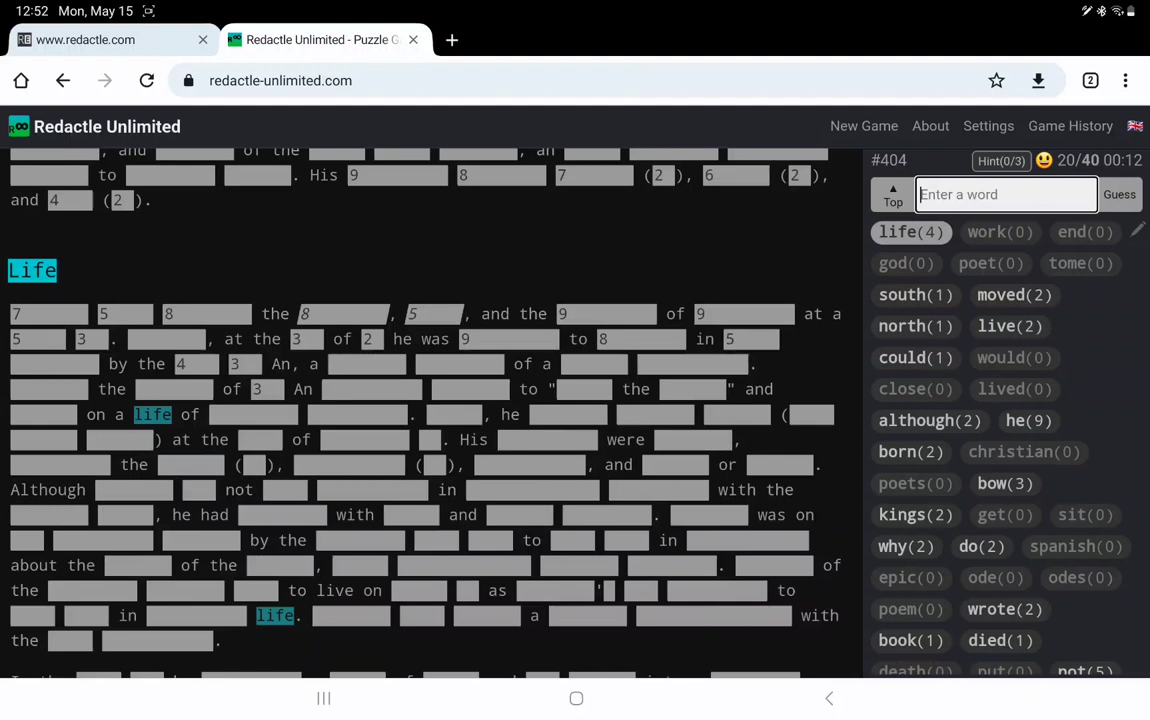 12:52 Mon, May 15
www.redactle.com Redactle Unlimited - Puzzle G
redactle-unlimited.com 2
Redactle Unlimited New Game About Settings Game History
, and of the , an
to . His 9 8 7 (2), 6 (2),
and 4 (2).
Life
7 5 8 the 8, 5, and the 9 of 9 at a
5 3. , at the 3 of 2 he was 9 to 8 in 5
by the 4 3 An, a of a .
the of 3 An to " the " and
on a life of . , he (
) at the of . His were ,
the ( ), ( ), , and or .
Although not in with the
, he had with and . was on
by the to in
about the of the , .  of
the to live on as ' to
in life. a with
the .
#404 Hint(0/3) 20/40 00:12
▲ Top Enter a word Guess
life(4) work(0) end(0)
god(0) poet(0) tome(0)
south(1) moved(2)
north(1) live(2)
could(1) would(0)
close(0) lived(0)
although(2) he(9)
born(2) christian(0)
poets(0) bow(3)
kings(2) get(0) sit(0)
why(2) do(2) spanish(0)
epic(0) ode(0) odes(0)
poem(0) wrote(2)
book(1) died(1)
death(0) put(0) not(5)